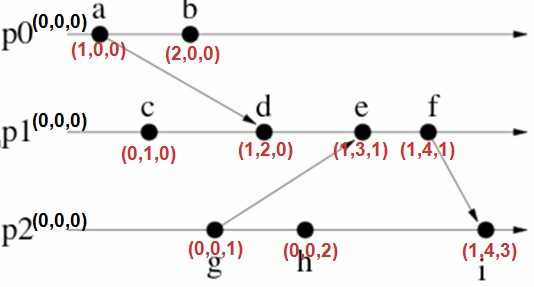 a b
p0(0,0,0)
(1,0,0) (2,0,0)
c d e f
p1(0,0,0)
(0,1,0) (1,2,0) (1,3,1) (1,4,1)
p2(0,0,0)
(0,0,1) (0,0,2) (1,4,3)
g h i